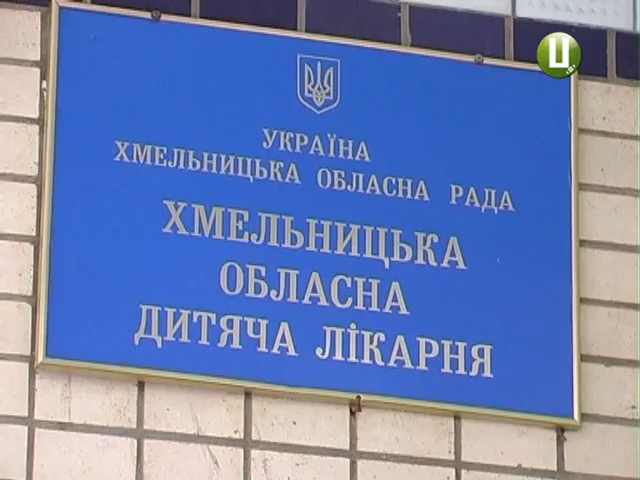 Ц
УКРАЇНА
ХМЕЛЬНИЦЬКА ОБЛАСНА РАДА
ХМЕЛЬНИЦЬКА
ОБЛАСНА
ДИТЯЧА ЛІКАРНЯ